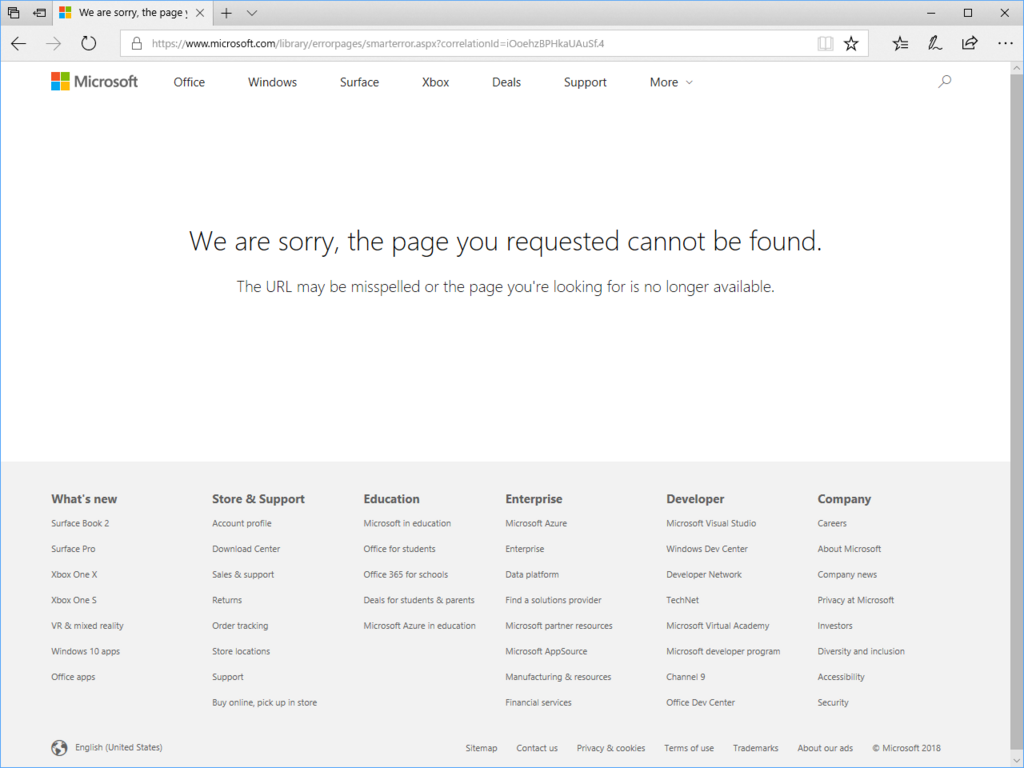 We are sorry, the page y
https://www.microsoft.com/library/errorpages/smarterror.aspx?correlationId=iOoehzBPHkaUAuSf.4
Microsoft Office Windows Surface Xbox Deals Support More
We are sorry, the page you requested cannot be found.
The URL may be misspelled or the page you're looking for is no longer available.
What's new
Surface Book 2
Surface Pro
Xbox One X
Xbox One S
VR & mixed reality
Windows 10 apps
Office apps
Store & Support
Account profile
Download Center
Sales & support
Returns
Order tracking
Store locations
Support
Buy online, pick up in store
Education
Microsoft in education
Office for students
Office 365 for schools
Deals for students & parents
Microsoft Azure in education
Enterprise
Microsoft Azure
Enterprise
Data platform
Find a solutions provider
Microsoft partner resources
Microsoft AppSource
Manufacturing & resources
Financial services
Developer
Microsoft Visual Studio
Windows Dev Center
Developer Network
TechNet
Microsoft Virtual Academy
Microsoft developer program
Channel 9
Office Dev Center
Company
Careers
About Microsoft
Company news
Privacy at Microsoft
Investors
Diversity and inclusion
Accessibility
Security
English (United States)
Sitemap Contact us Privacy & cookies Terms of use Trademarks About our ads © Microsoft 2018